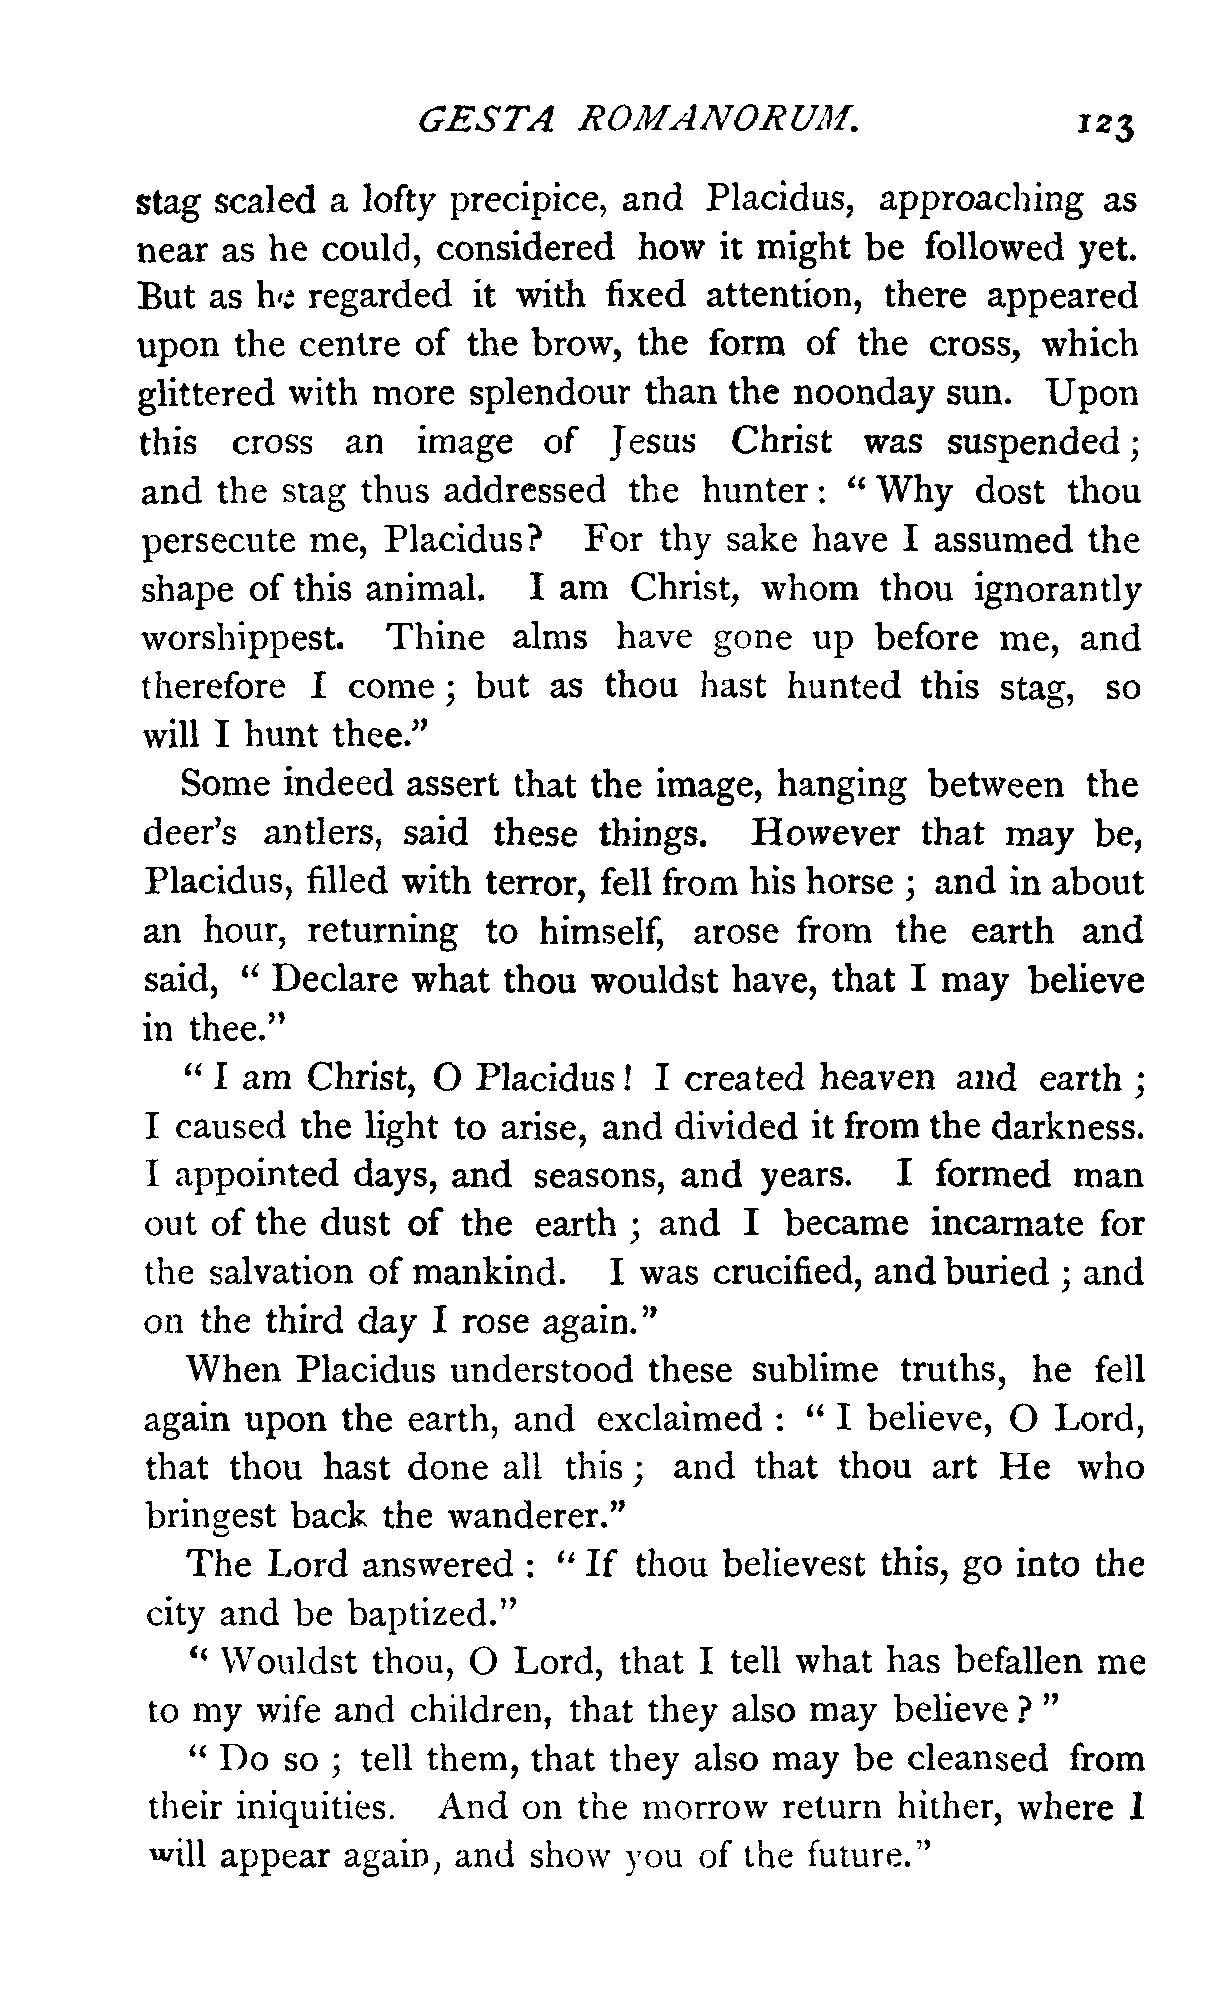 GESTA ROMANORUM. 123
stag scaled a lofty precipice, and Placidus, approaching as
near as he could, considered how it might be followed yet.
But as he regarded it with fixed attention, there appeared
upon the centre of the brow, the form of the cross, which
glittered with more splendour than the noonday sun. Upon
this cross an image of Jesus Christ was suspended ;
and the stag thus addressed the hunter : “ Why dost thou
persecute me, Placidus? For thy sake have I assumed the
shape of this animal. I am Christ, whom thou ignorantly
worshippest. Thine alms have gone up before me, and
therefore I come ; but as thou hast hunted this stag, so
will I hunt thee.”
Some indeed assert that the image, hanging between the
deer’s antlers, said these things. However that may be,
Placidus, filled with terror, fell from his horse ; and in about
an hour, returning to himself, arose from the earth and
said, “ Declare what thou wouldst have, that I may believe
in thee.”
“ I am Christ, O Placidus ! I created heaven and earth ;
I caused the light to arise, and divided it from the darkness.
I appointed days, and seasons, and years. I formed man
out of the dust of the earth ; and I became incarnate for
the salvation of mankind. I was crucified, and buried ; and
on the third day I rose again.”
When Placidus understood these sublime truths, he fell
again upon the earth, and exclaimed : “ I believe, O Lord,
that thou hast done all this ; and that thou art He who
bringest back the wanderer.”
The Lord answered : “ If thou believest this, go into the
city and be baptized.”
“ Wouldst thou, O Lord, that I tell what has befallen me
to my wife and children, that they also may believe ? ”
“ Do so ; tell them, that they also may be cleansed from
their iniquities. And on the morrow return hither, where I
will appear again, and show you of the future.”